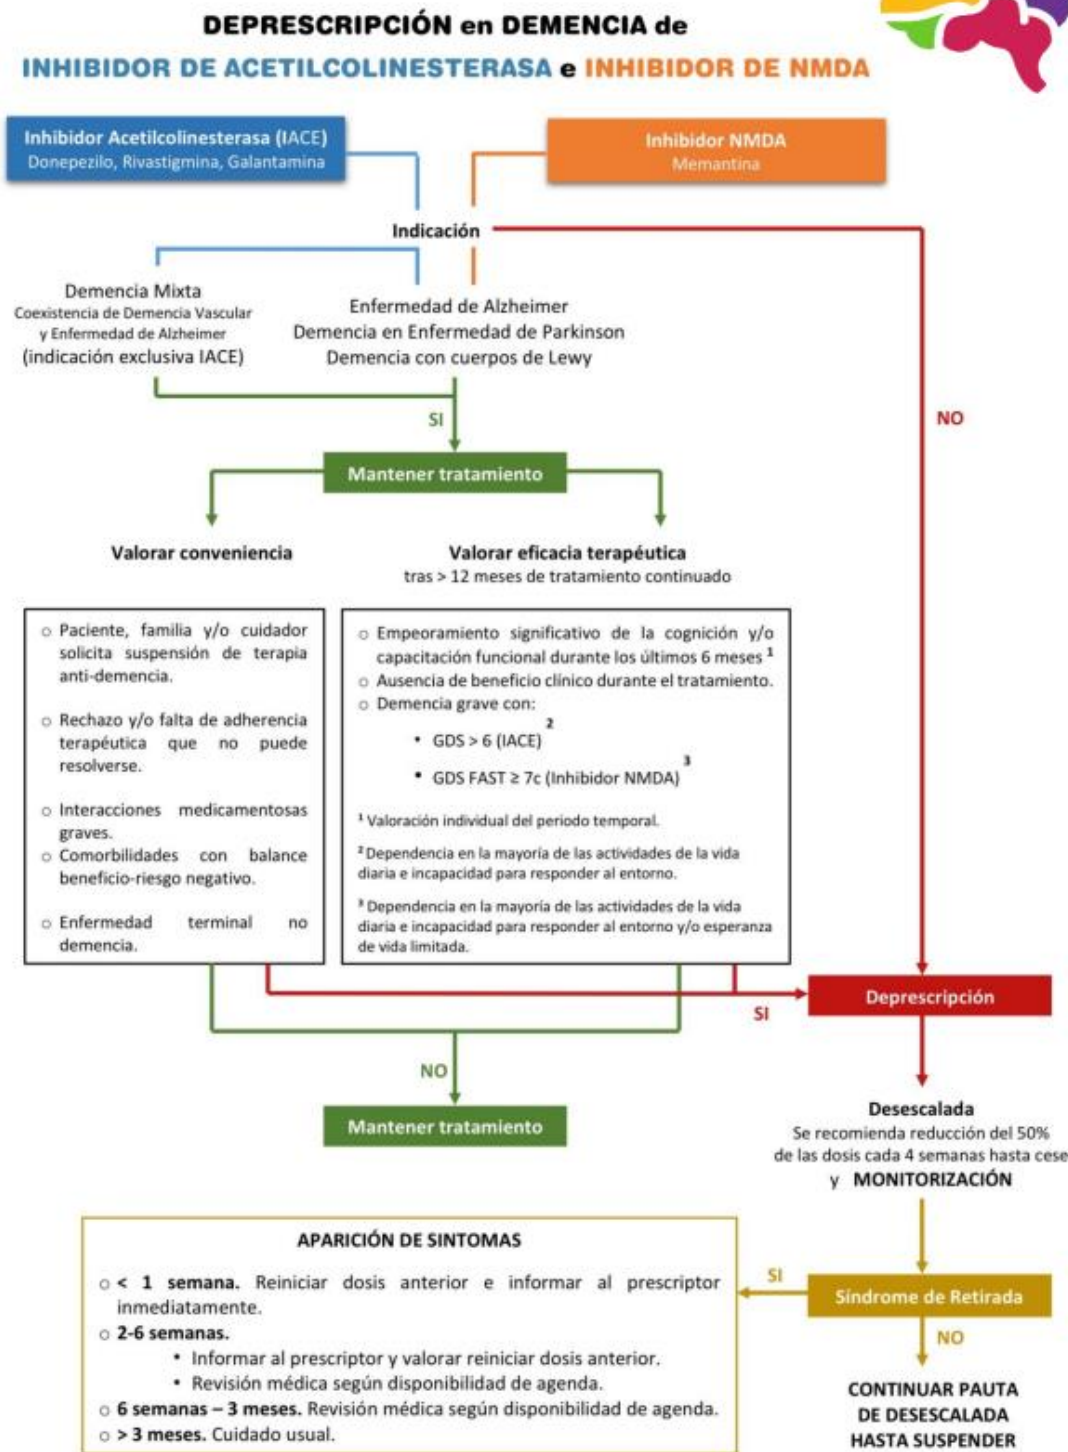 DEPRESCRIPCIÓN en DEMENCIA de
INHIBIDOR DE ACETILCOLINESTERASA e INHIBIDOR DE NMDA
Inhibidor Acetilcolinesterasa (IACE)
Donepezilo, Rivastigmina, Galantamina
Inhibidor NMDA
Memantina
Indicación
Demencia Mixta
Coexistencia de Demencia Vascular
y Enfermedad de Alzheimer
(indicación exclusiva IACE)
Enfermedad de Alzheimer
Demencia en Enfermedad de Parkinson
Demencia con cuerpos de Lewy
SI
NO
Mantener tratamiento
Valorar conveniencia
Valorar eficacia terapéutica
tras > 12 meses de tratamiento continuado
o Paciente, familia y/o cuidador
solicita suspensión de terapia
anti-demencia.
o Rechazo y/o falta de adherencia
terapéutica que no puede
resolverse.
o Interacciones medicamentosas
graves.
o Comorbilidades con balance
beneficio-riesgo negativo.
o Enfermedad terminal no
demencia.
o Empeoramiento significativo de la cognición y/o
capacitación funcional durante los últimos 6 meses 1
o Ausencia de beneficio clínico durante el tratamiento.
o Demencia grave con:
• GDS > 6 (IACE) 2
• GDS FAST ≥ 7c (Inhibidor NMDA) 3
1 Valoración individual del periodo temporal.
2 Dependencia en la mayoría de las actividades de la vida
diaria e incapacidad para responder al entorno.
3 Dependencia en la mayoría de las actividades de la vida
diaria e incapacidad para responder al entorno y/o esperanza
de vida limitada.
SI
Deprescripción
NO
Mantener tratamiento
Desescalada
Se recomienda reducción del 50%
de las dosis cada 4 semanas hasta cese
y MONITORIZACIÓN
Síndrome de Retirada
SI
NO
CONTINUAR PAUTA
DE DESESCALADA
HASTA SUSPENDER
APARICIÓN DE SINTOMAS
o < 1 semana. Reiniciar dosis anterior e informar al prescriptor
inmediatamente.
o 2-6 semanas.
• Informar al prescriptor y valorar reiniciar dosis anterior.
• Revisión médica según disponibilidad de agenda.
o 6 semanas – 3 meses. Revisión médica según disponibilidad de agenda.
o > 3 meses. Cuidado usual.